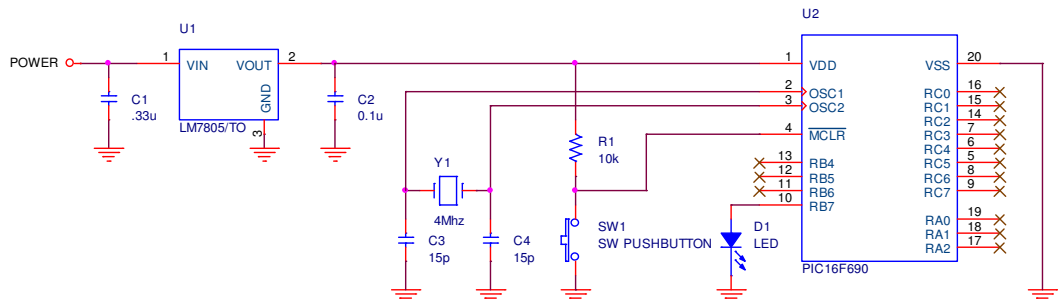 POWER
C1
.33u
U1
1
VIN
VOUT
2
GND
3
LM7805/TO
C2
0.1u
Y1
4Mhz
C3
15p
C4
15p
R1
10k
SW1
SW PUSHBUTTON
D1
LED
U2
1
VDD
2
OSC1
3
OSC2
4
MCLR
13
RB4
12
RB5
11
RB6
10
RB7
VSS
20
RC0
16
RC1
15
RC2
14
RC3
7
RC4
6
RC5
5
RC6
8
RC7
9
RA0
19
RA1
18
RA2
17
PIC16F690